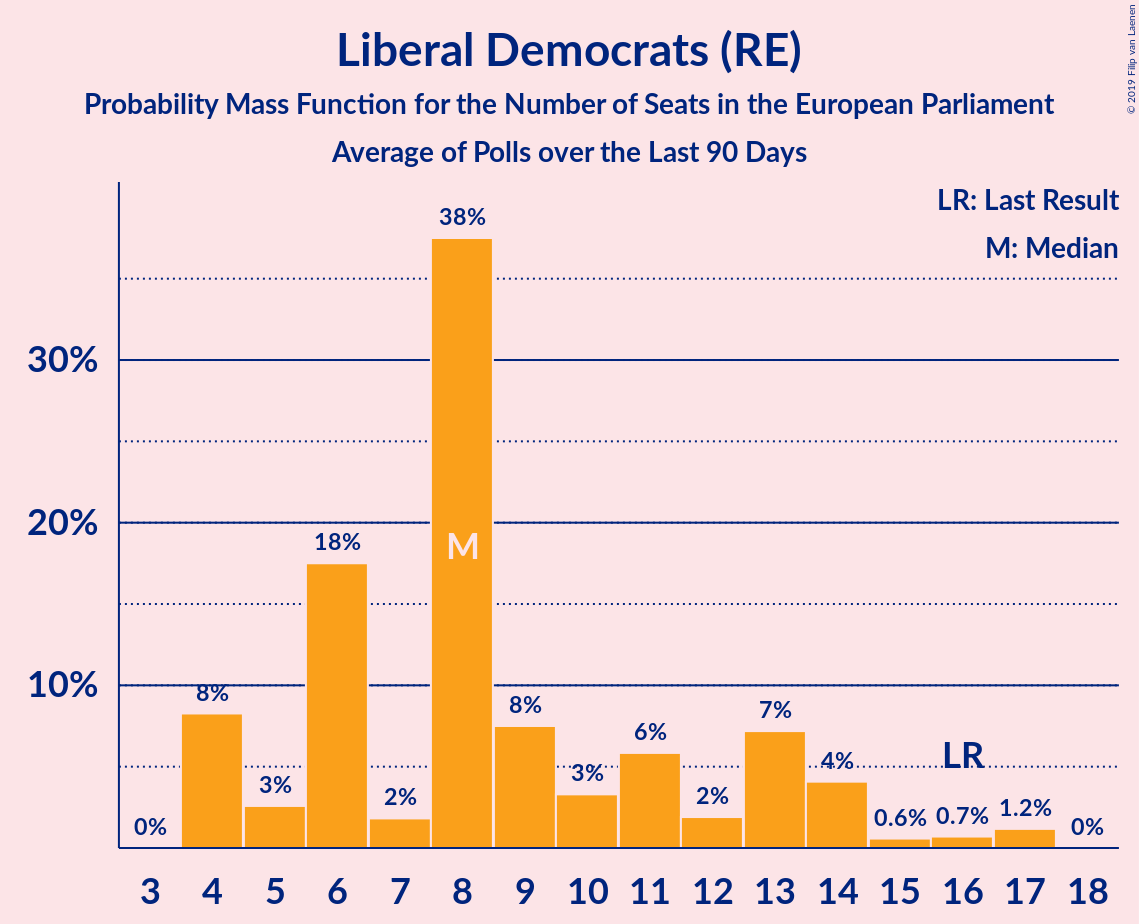 Liberal Democrats (RE)
Probability Mass Function for the Number of Seats in the European Parliament
Average of Polls over the Last 90 Days
© 2019 Filip van Laenen
LR: Last Result
M: Median
30%
20%
10%
0%
8%
3%
18%
2%
38%
M
8%
3%
6%
2%
7%
4%
0.6%
0.7%
LR
1.2%
0%
3 4 5 6 7 8 9 10 11 12 13 14 15 16 17 18